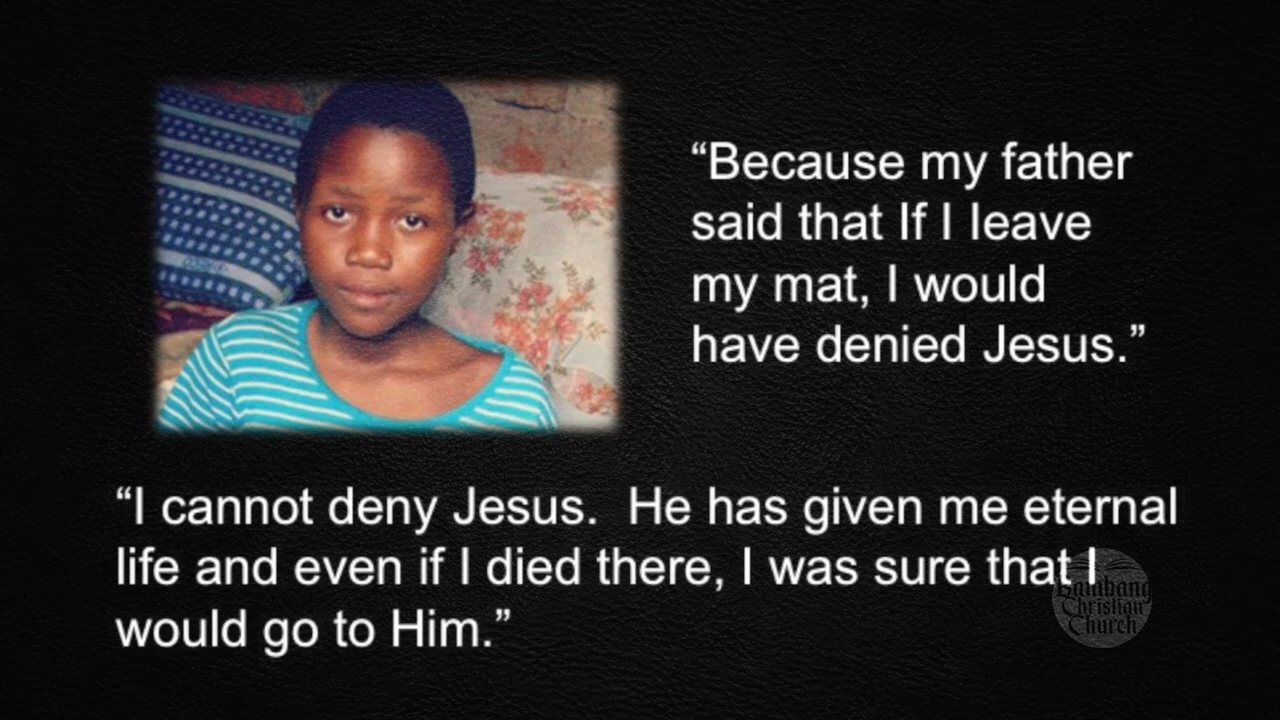 “Because my father
said that If I leave
my mat, I would
have denied Jesus.”
“I cannot deny Jesus.  He has given me eternal
life and even if I died there, I was sure that I
would go to Him.”
Bambang
Christian
Church